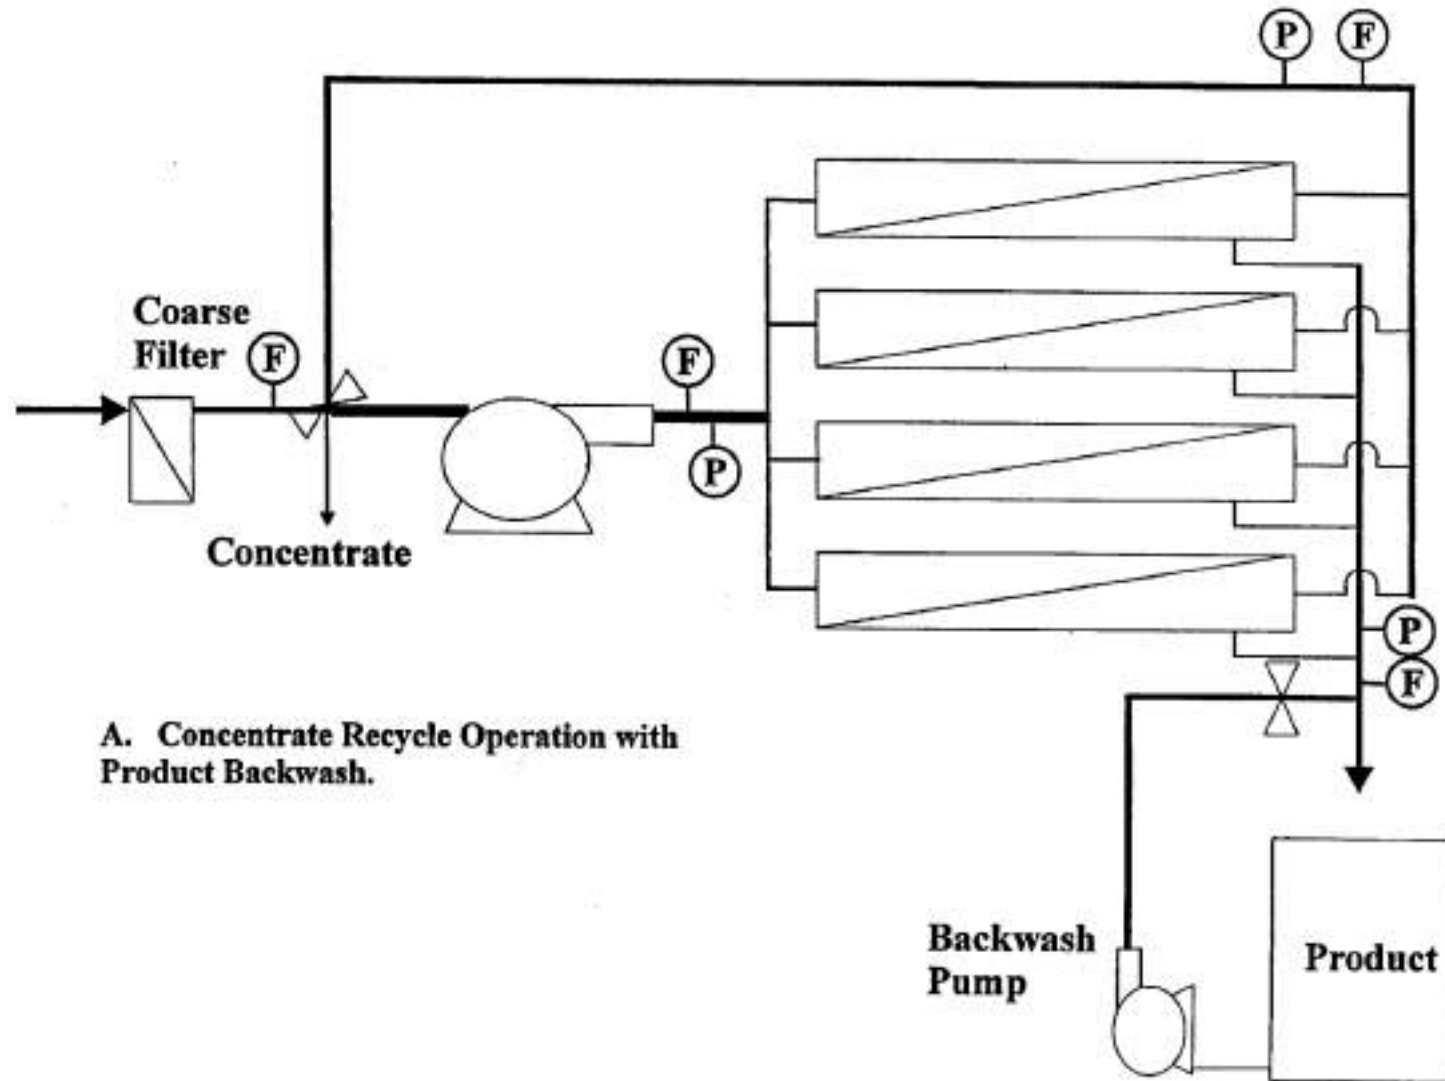 P F
Coarse
Filter F
F
P
Concentrate
P
F
A. Concentrate Recycle Operation with
Product Backwash.
Backwash
Pump
Product